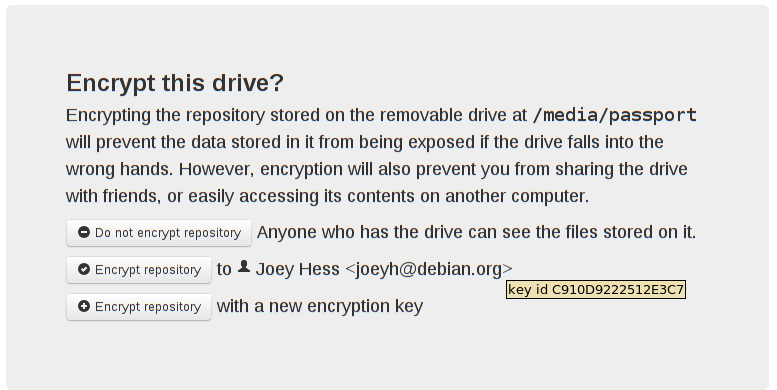 Encrypt this drive?
Encrypting the repository stored on the removable drive at /media/passport
will prevent the data stored in it from being exposed if the drive falls into the
wrong hands. However, encryption will also prevent you from sharing the drive
with friends, or easily accessing its contents on another computer.
Do not encrypt repository Anyone who has the drive can see the files stored on it.
Encrypt repository to Joey Hess <joeyh@debian.org>
key id C910D9222512E3C7
Encrypt repository with a new encryption key